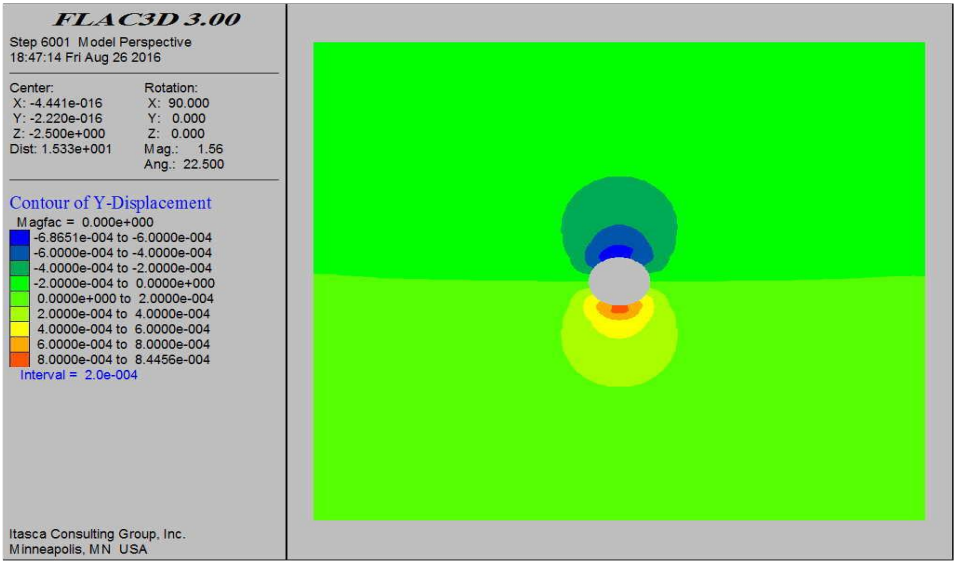 FLAC3D 3.00
Step 6001  Model Perspective
18:47:14 Fri Aug 26 2016
Center: Rotation:
X: -4.441e-016 X: 90.000
Y: -2.220e-016 Y: 0.000
Z: -2.500e+000 Z: 0.000
Dist: 1.533e+001 Mag.: 1.56
Ang.: 22.500
Contour of Y-Displacement
Magfac = 0.000e+000
-6.8651e-004 to -6.0000e-004
-6.0000e-004 to -4.0000e-004
-4.0000e-004 to -2.0000e-004
-2.0000e-004 to 0.0000e+000
0.0000e+000 to 2.0000e-004
2.0000e-004 to 4.0000e-004
4.0000e-004 to 6.0000e-004
6.0000e-004 to 8.0000e-004
8.0000e-004 to 8.4456e-004
Interval = 2.0e-004
Itasca Consulting Group, Inc.
Minneapolis, MN USA